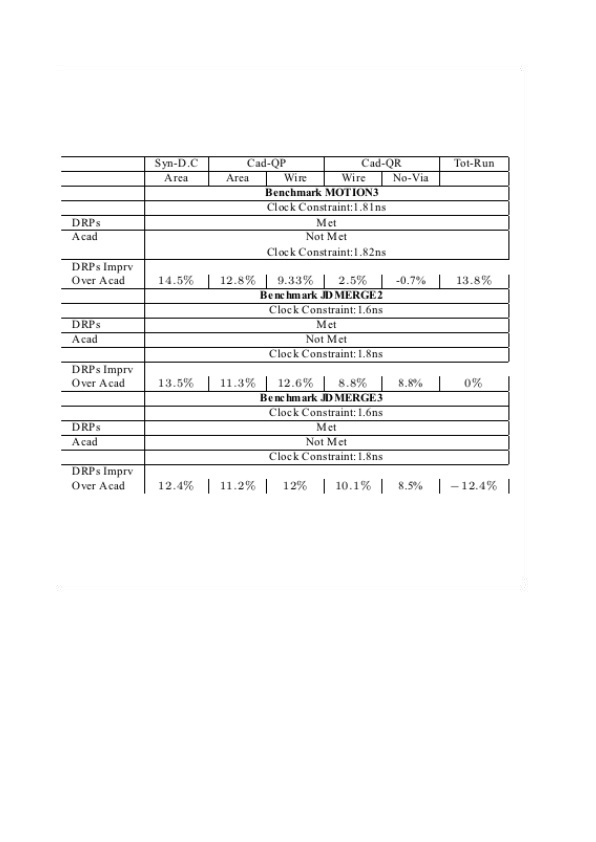 Syn-D.C Cad-QP Cad-QR Tot-Run
Area Area Wire Wire No-Via
Benchmark MOTION3
Clock Constraint:1.81ns
DRPs Met
Acad Not Met
Clock Constraint:1.82ns
DRPs Imprv
Over Acad 14.5% 12.8% 9.33% 2.5% -0.7% 13.8%
Benchmark JDMERGE2
Clock Constraint:1.6ns
DRPs Met
Acad Not Met
Clock Constraint:1.8ns
DRPs Imprv
Over Acad 13.5% 11.3% 12.6% 8.8% 8.8% 0%
Benchmark JDMERGE3
Clock Constraint:1.6ns
DRPs Met
Acad Not Met
Clock Constraint:1.8ns
DRPs Imprv
Over Acad 12.4% 11.2% 12% 10.1% 8.5% −12.4%